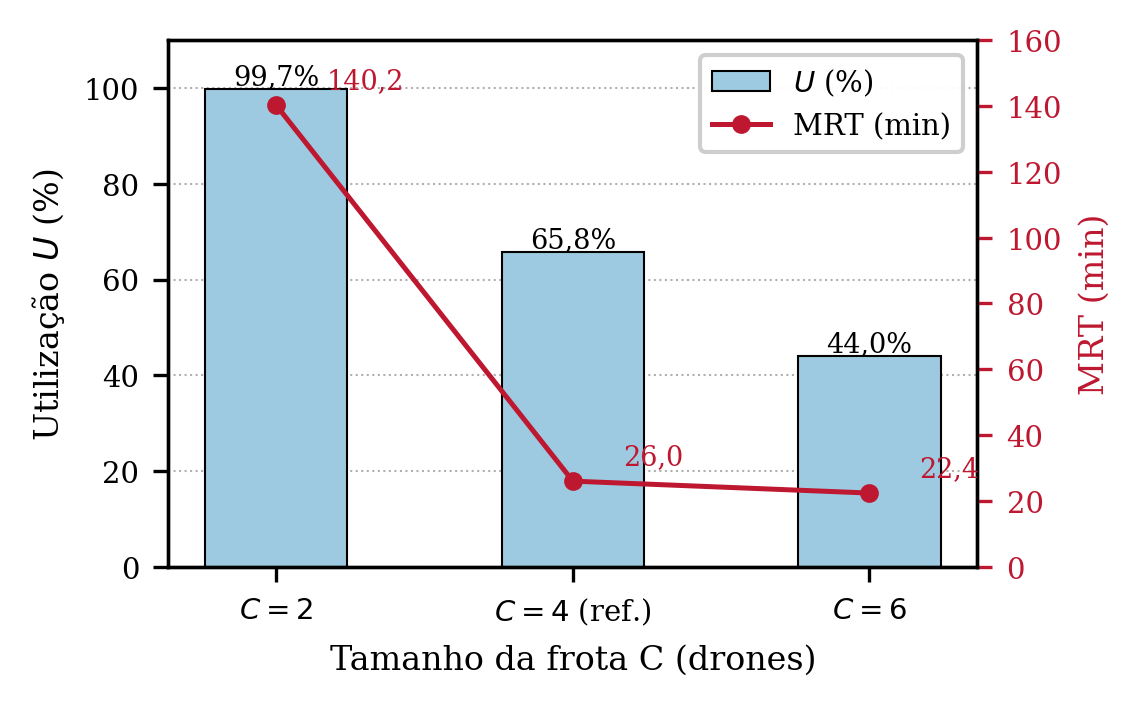 99,7%
140,2
65,8%
26,0
44,0%
22,4
U (%)
MRT (min)
Utilização U (%)
100
80
60
40
20
0
160
140
120
100
80
60
40
20
0
MRT (min)
C = 2
C = 4 (ref.)
C = 6
Tamanho da frota C (drones)